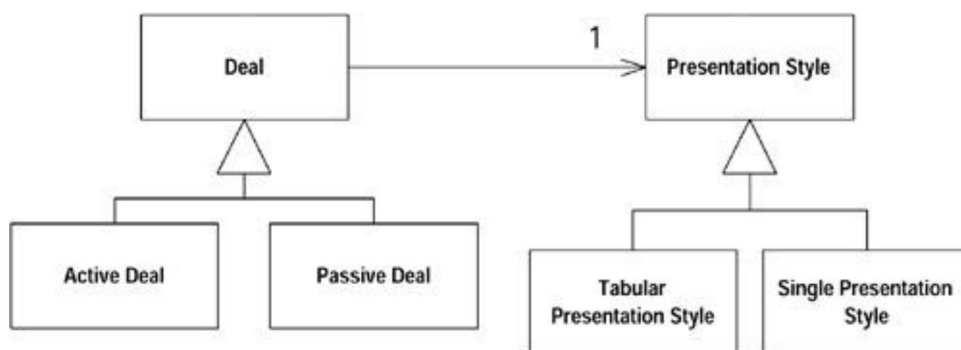 1
Deal
Presentation Style
Active Deal
Passive Deal
Tabular
Presentation Style
Single Presentation
Style